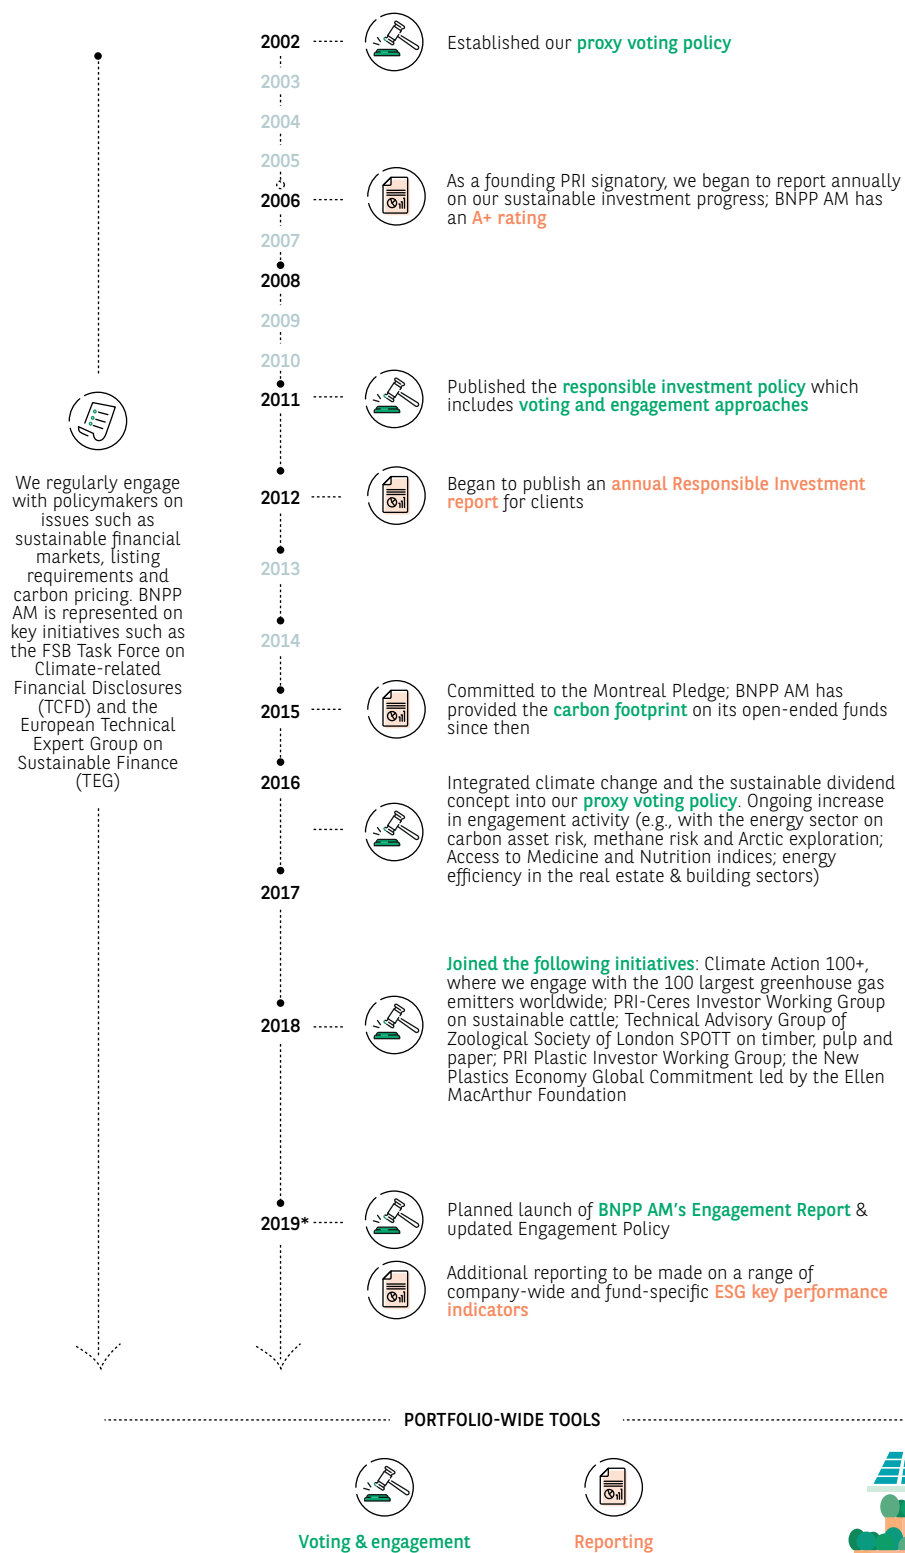 2002
Established our proxy voting policy
2003
2004
2005
2006
As a founding PRI signatory, we began to report annually
on our sustainable investment progress; BNPP AM has
an A+ rating
2007
2008
2009
2010
2011
Published the responsible investment policy which
includes voting and engagement approaches
2012
Began to publish an annual Responsible Investment
report for clients
2013
2014
2015
Committed to the Montreal Pledge; BNPP AM has
provided the carbon footprint on its open-ended funds
since then
2016
Integrated climate change and the sustainable dividend
concept into our proxy voting policy. Ongoing increase
in engagement activity (e.g., with the energy sector on
carbon asset risk, methane risk and Arctic exploration;
Access to Medicine and Nutrition indices; energy
efficiency in the real estate & building sectors)
2017
2018
Joined the following initiatives: Climate Action 100+,
where we engage with the 100 largest greenhouse gas
emitters worldwide; PRI-Ceres Investor Working Group
on sustainable cattle; Technical Advisory Group of
Zoological Society of London SPOTT on timber, pulp and
paper; PRI Plastic Investor Working Group; the New
Plastics Economy Global Commitment led by the Ellen
MacArthur Foundation
2019*
Planned launch of BNPP AM's Engagement Report &
updated Engagement Policy
Additional reporting to be made on a range of
company-wide and fund-specific ESG key performance
indicators
We regularly engage
with policymakers on
issues such as
sustainable financial
markets, listing
requirements and
carbon pricing. BNPP
AM is represented on
key initiatives such as
the FSB Task Force on
Climate-related
Financial Disclosures
(TCFD) and the
European Technical
Expert Group on
Sustainable Finance
(TEG)
PORTFOLIO-WIDE TOOLS
Voting & engagement
Reporting